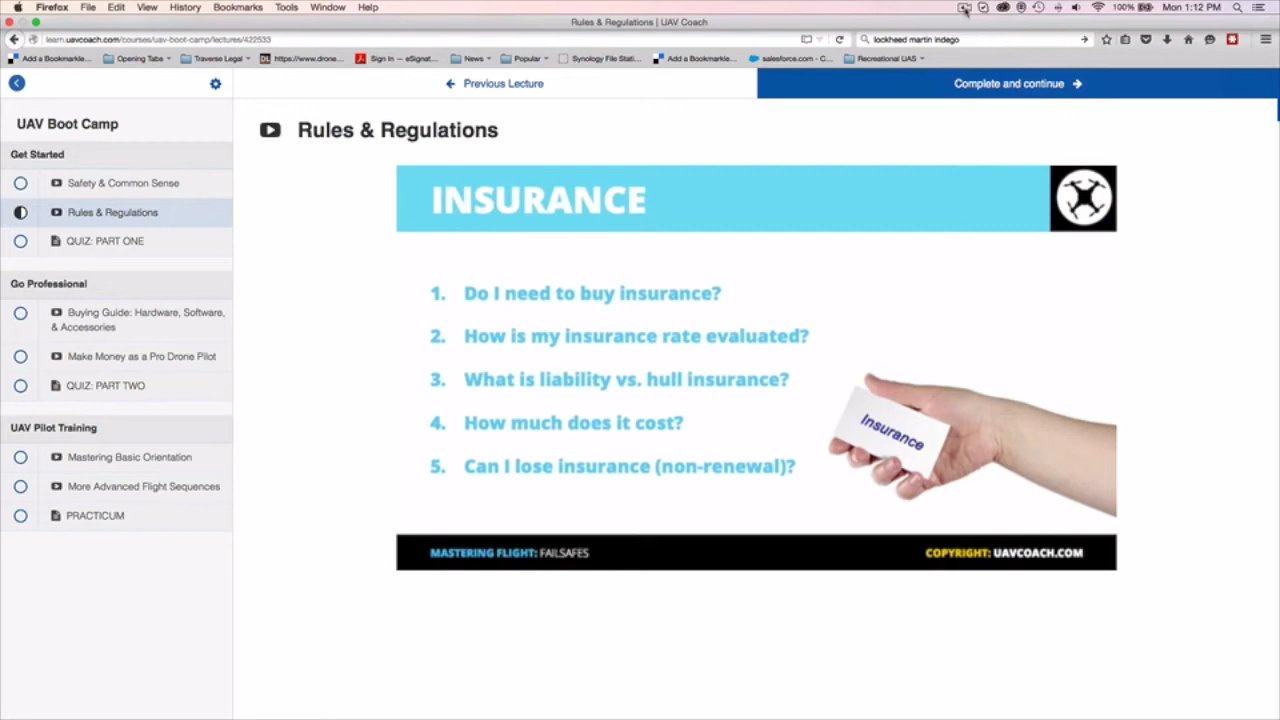 Firefox File Edit View History Bookmarks Tools Window Help 100% Mon 1:12 PM
Rules & Regulations | UAV Coach
learn.uavcoach.com/courses/uav-boot-camp/lectures/422533 lockheed martin indego
Add a Bookmarkle... Opening Tabs Traverse Legal https://www.drone... Sign In — eSignat... News Popular Synology File Stati... Add a Bookmarkle... salesforce.com - C... Recreational UAS
Previous Lecture Complete and continue
UAV Boot Camp
Get Started
Safety & Common Sense
Rules & Regulations
QUIZ: PART ONE
Go Professional
Buying Guide: Hardware, Software,
& Accessories
Make Money as a Pro Drone Pilot
QUIZ: PART TWO
UAV Pilot Training
Mastering Basic Orientation
More Advanced Flight Sequences
PRACTICUM
Rules & Regulations
INSURANCE
1. Do I need to buy insurance?
2. How is my insurance rate evaluated?
3. What is liability vs. hull insurance?
4. How much does it cost?
5. Can I lose insurance (non-renewal)?
Insurance
MASTERING FLIGHT: FAILSAFES COPYRIGHT: UAVCOACH.COM